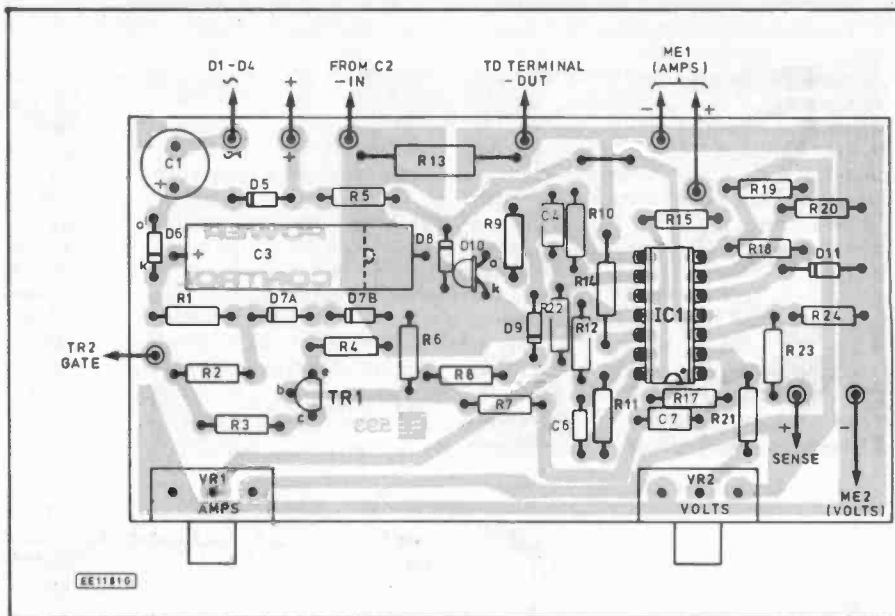 D1-D4
+
FROM C2
-IN
TO TERMINAL
-OUT
ME1
(AMPS)
-
+
C1
+
3A
+
D5
R5
R13
R19
R20
R15
R18
D11
D6
a
k
+
C3
D8
D10
a
k
R9
C4
R10
R14
IC1
R1
D7A
D7B
R6
D9
R22
R12
R24
R23
TR2
GATE
R2
R4
R8
b
e
c
TR1
R7
R3
C6
R11
R17
C7
R21
+
SENSE
-
ME2
(VOLTS)
VR1
AMPS
VR2
VOLTS
EE1181G